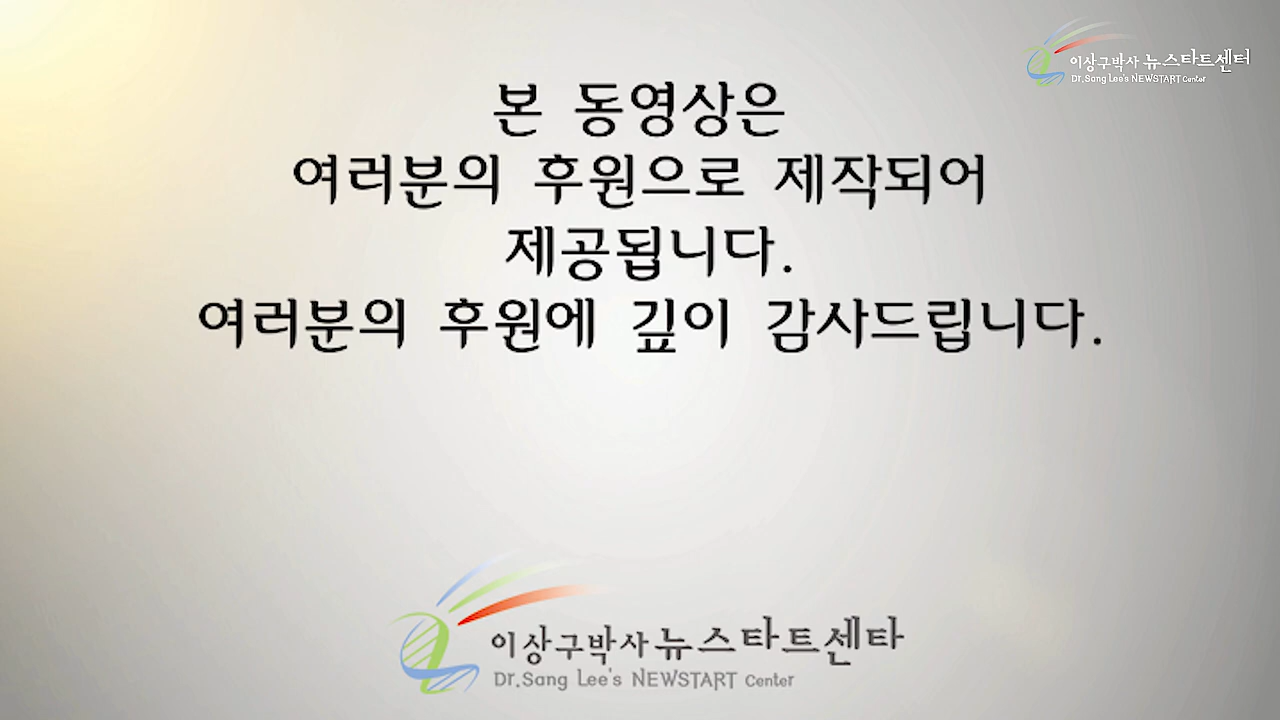 이상구박사 뉴스타트센터
Dr.Sang Lee's NEWSTART Center
본 동영상은
여러분의 후원으로 제작되어
제공됩니다.
여러분의 후원에 깊이 감사드립니다.
이상구박사 뉴스타트센타
Dr.Sang Lee's NEWSTART Center